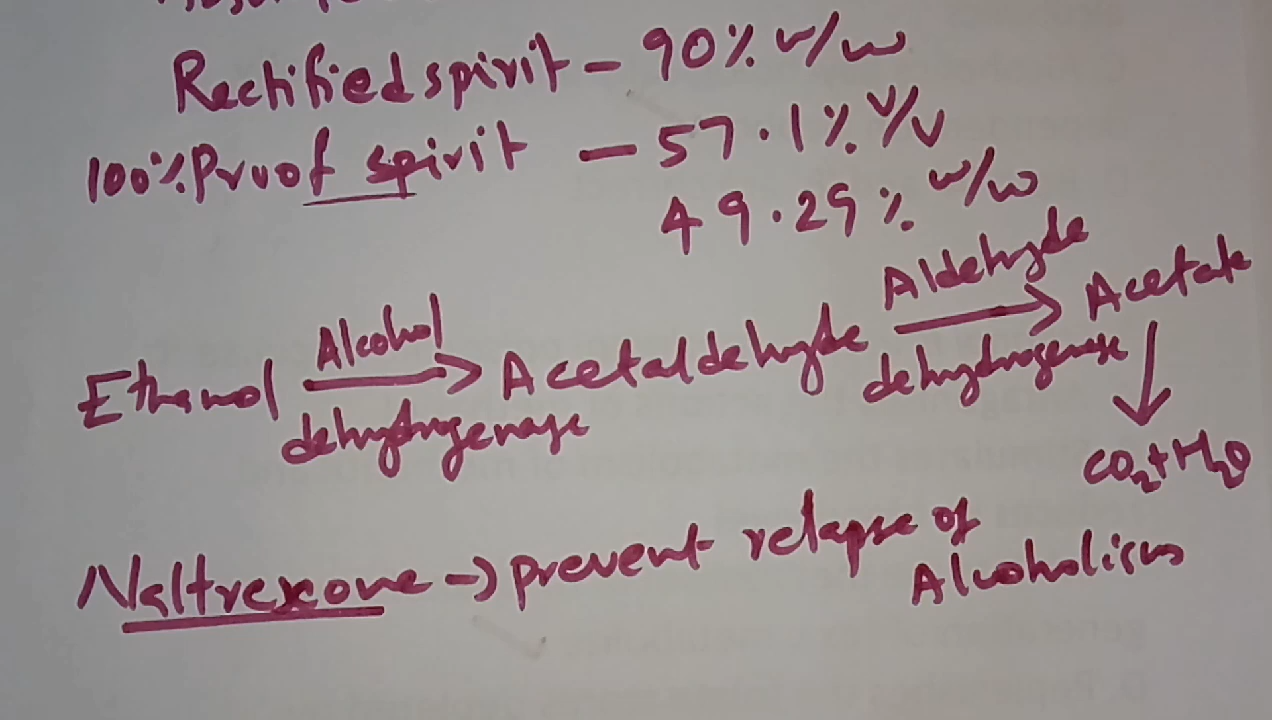 Rectified spirit - 90% v/w
100% Proof spirit - 57.1% V/V
49.29% w/w
Ethanol Alcohol dehydrogenase → Acetaldehyde Aldehyde dehydrogenase → Acetate
↓
CO₂+H₂O
Naltrexone → prevent relapse of
Alcoholism